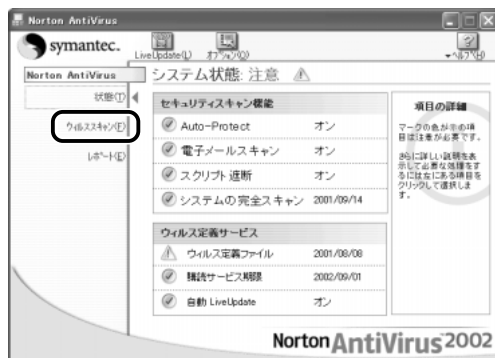 Norton AntiVirus
symantec.
LiveUpdate(L)
オプション(O)
ヘルプ(H)
Norton AntiVirus
システム状態: 注意
状態(T)
ウィルススキャン(F)
レポート(E)
セキュリティスキャン機能
Auto-Protect オン
電子メールスキャン オン
スクリプト遮断 オン
システムの完全スキャン 2001/09/14
ウィルス定義サービス
ウィルス定義ファイル 2001/08/08
購読サービス期限 2002/09/01
自動 LiveUpdate オン
項目の詳細
マークの色が赤の項
目は注意が必要です。
さらに詳しい説明を表
示して必要な処理をす
るには左にある項目を
クリックして選択しま
す。
Norton AntiVirus 2002